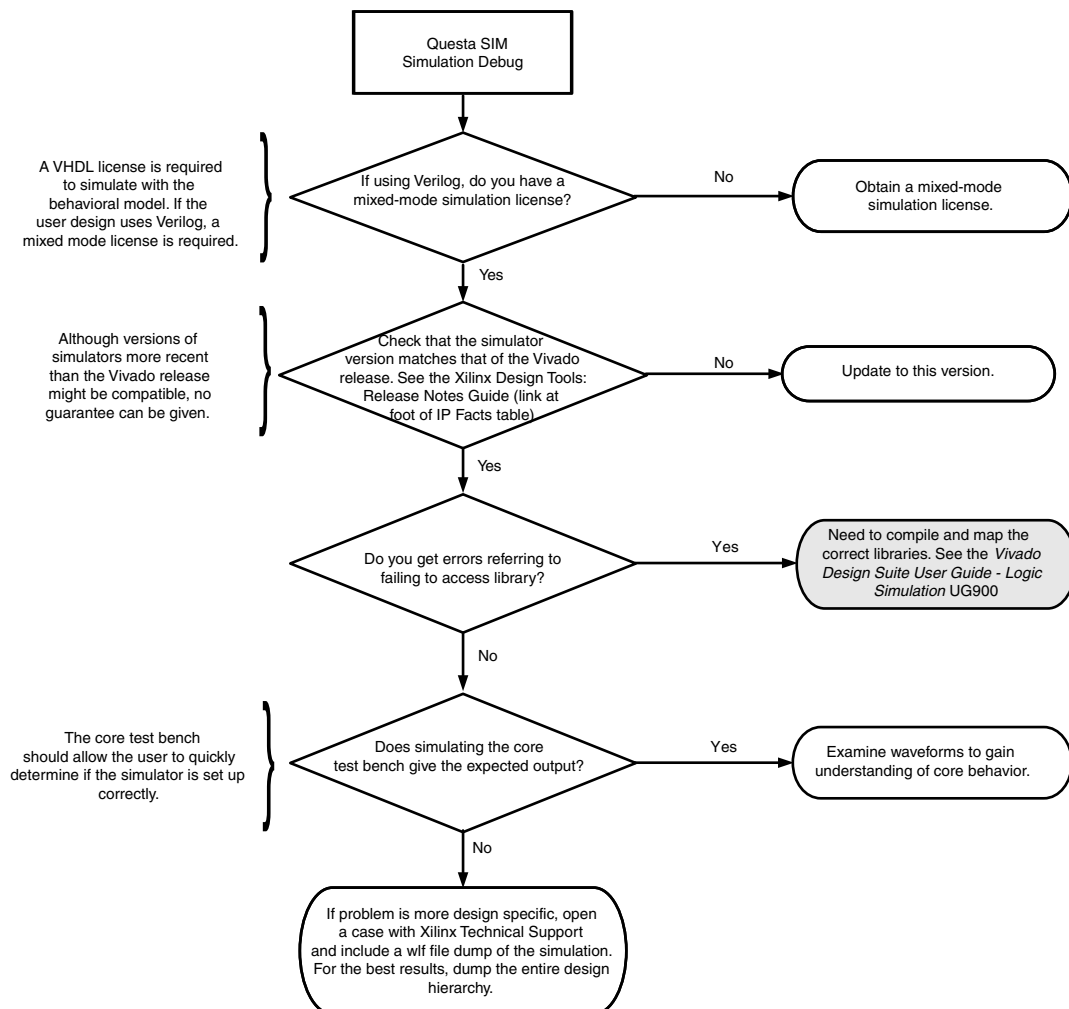 Questa SIM
Simulation Debug
A VHDL license is required
to simulate with the
behavioral model. If the
user design uses Verilog, a
mixed mode license is required.
If using Verilog, do you have a
mixed-mode simulation license?
No
Obtain a mixed-mode
simulation license.
Yes
Although versions of
simulators more recent
than the Vivado release
might be compatible, no
guarantee can be given.
Check that the simulator
version matches that of the Vivado
release. See the Xilinx Design Tools:
Release Notes Guide (link at
foot of IP Facts table)
No
Update to this version.
Yes
Do you get errors referring to
failing to access library?
Yes
Need to compile and map the
correct libraries. See the Vivado
Design Suite User Guide - Logic
Simulation UG900
No
The core test bench
should allow the user to quickly
determine if the simulator is set up
correctly.
Does simulating the core
test bench give the expected output?
Yes
Examine waveforms to gain
understanding of core behavior.
No
If problem is more design specific, open
a case with Xilinx Technical Support
and include a wlf file dump of the simulation.
For the best results, dump the entire design
hierarchy.